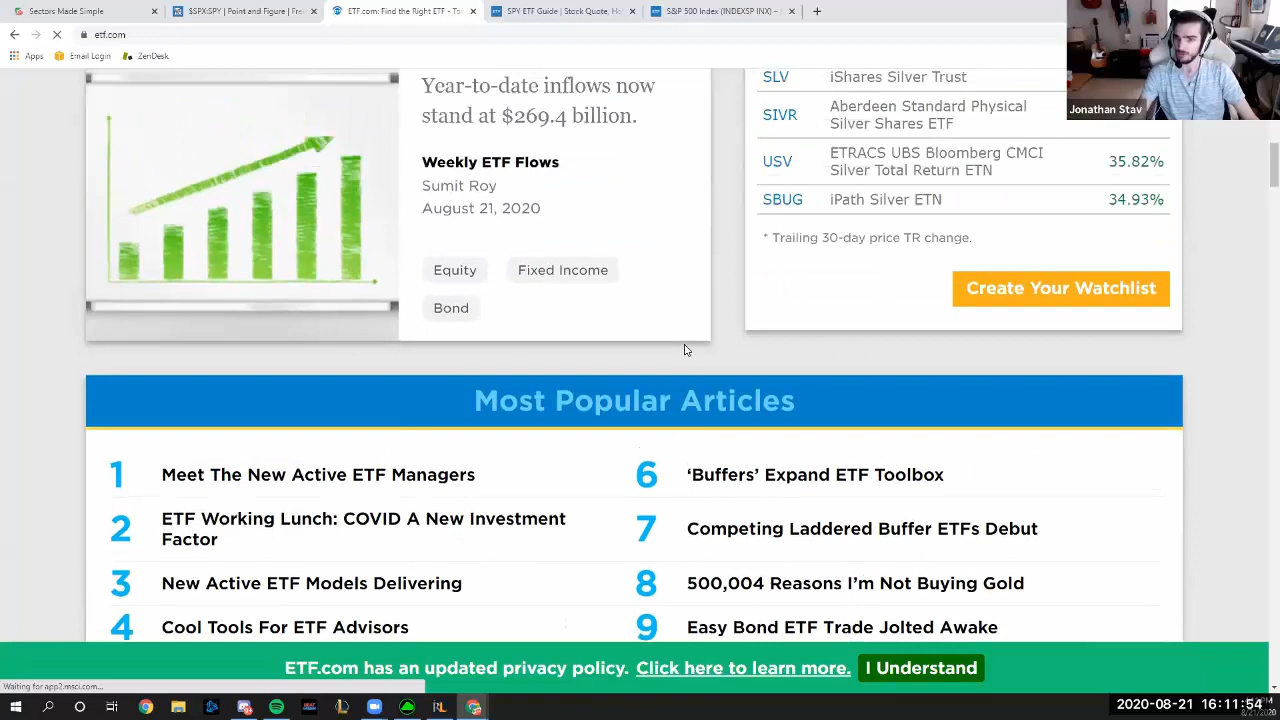 Sectors Made Simple
$SPX:SPY | Point and Figure | Fre
ETF.com: Find the Right ETF - Too
SPY ETF Guide | Stock Quote, Ho
S&P 500 Index (INDEXSP INX) –
etf.com
Apps
Email Login
ZenDesk
Jonathan Stav
Year-to-date inflows now
stand at $269.4 billion.
Weekly ETF Flows
Sumit Roy
August 21, 2020
Equity
Fixed Income
Bond
SLV iShares Silver Trust
SIVR Aberdeen Standard Physical
Silver Shares ETF
USV ETRACS UBS Bloomberg CMCI
Silver Total Return ETN 35.82%
SBUG iPath Silver ETN 34.93%
* Trailing 30-day price TR change.
Create Your Watchlist
Most Popular Articles
1 Meet The New Active ETF Managers
2 ETF Working Lunch: COVID A New Investment
Factor
3 New Active ETF Models Delivering
4 Cool Tools For ETF Advisors
6 ‘Buffers’ Expand ETF Toolbox
7 Competing Laddered Buffer ETFs Debut
8 500,004 Reasons I'm Not Buying Gold
9 Easy Bond ETF Trade Jolted Awake
ETF.com has an updated privacy policy. Click here to learn more. I Understand
Waiting for app2.msci.com...
2020-08-21 16:11:54